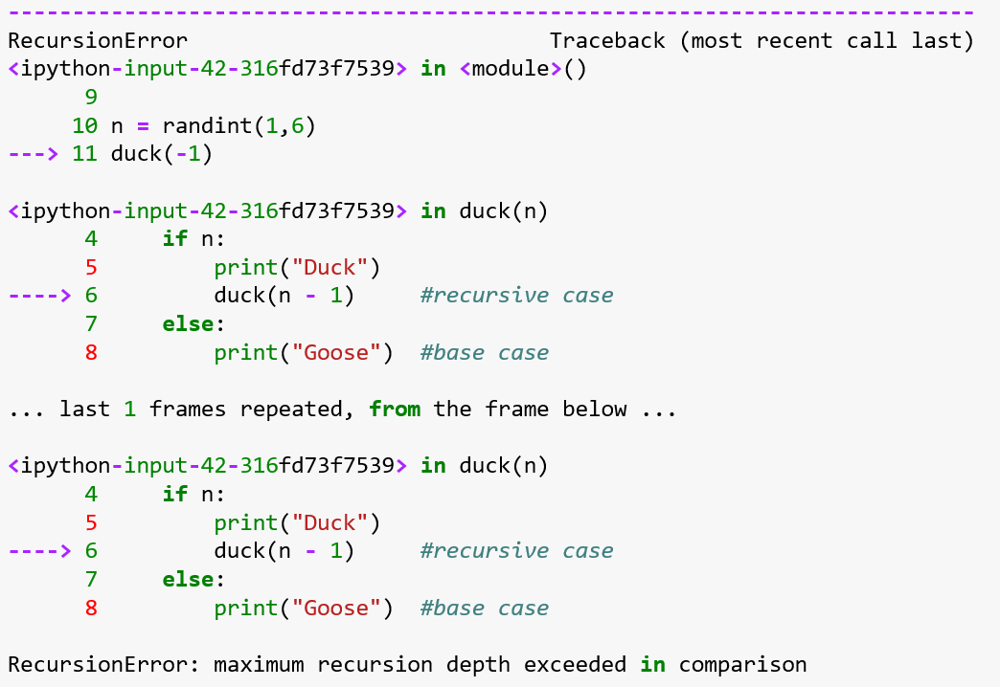 ---------------------------------------------------------------------------
RecursionError                            Traceback (most recent call last)
<ipython-input-42-316fd73f7539> in <module>()
      9
     10 n = randint(1,6)
---> 11 duck(-1)

<ipython-input-42-316fd73f7539> in duck(n)
      4     if n:
      5         print("Duck")
----> 6         duck(n - 1)     #recursive case
      7     else:
      8         print("Goose")  #base case

... last 1 frames repeated, from the frame below ...

<ipython-input-42-316fd73f7539> in duck(n)
      4     if n:
      5         print("Duck")
----> 6         duck(n - 1)     #recursive case
      7     else:
      8         print("Goose")  #base case

RecursionError: maximum recursion depth exceeded in comparison